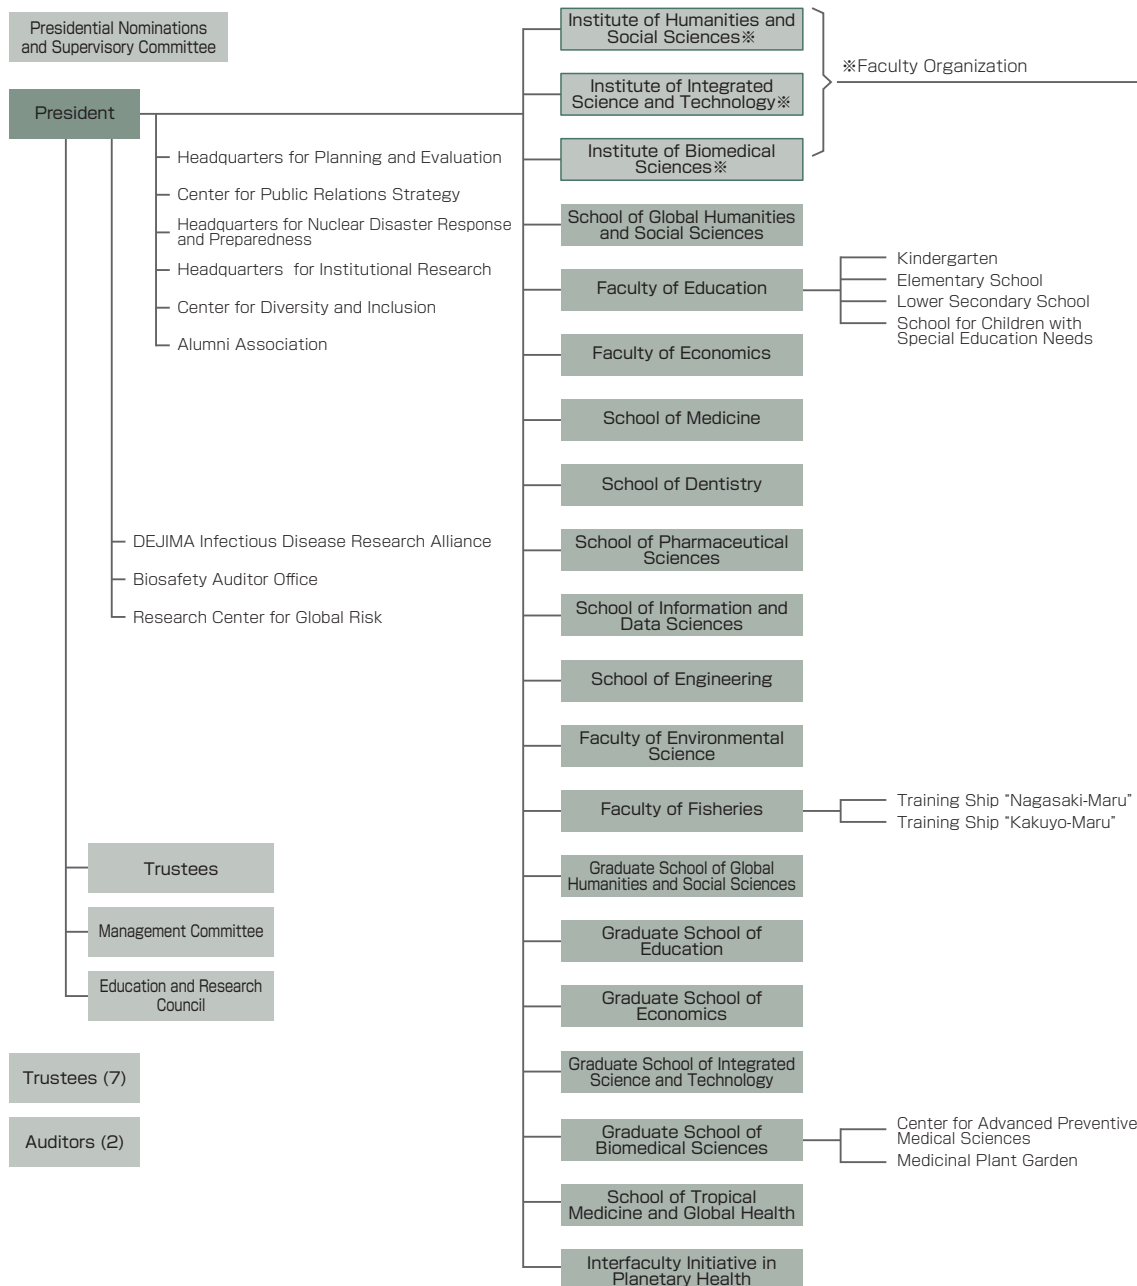 Presidential Nominations
and Supervisory Committee
President
Headquarters for Planning and Evaluation
Center for Public Relations Strategy
Headquarters for Nuclear Disaster Response
and Preparedness
Headquarters for Institutional Research
Center for Diversity and Inclusion
Alumni Association
DEJIMA Infectious Disease Research Alliance
Biosafety Auditor Office
Research Center for Global Risk
Trustees
Management Committee
Education and Research
Council
Trustees (7)
Auditors (2)
Institute of Humanities and
Social Sciences※
Institute of Integrated
Science and Technology※
Institute of Biomedical
Sciences※
※Faculty Organization
School of Global Humanities
and Social Sciences
Faculty of Education
Kindergarten
Elementary School
Lower Secondary School
School for Children with
Special Education Needs
Faculty of Economics
School of Medicine
School of Dentistry
School of Pharmaceutical
Sciences
School of Information and
Data Sciences
School of Engineering
Faculty of Environmental
Science
Faculty of Fisheries
Training Ship “Nagasaki-Maru”
Training Ship “Kakuyo-Maru”
Graduate School of Global
Humanities and Social Sciences
Graduate School of
Education
Graduate School of
Economics
Graduate School of Integrated
Science and Technology
Graduate School of
Biomedical Sciences
Center for Advanced Preventive
Medical Sciences
Medicinal Plant Garden
School of Tropical
Medicine and Global Health
Interfaculty Initiative in
Planetary Health